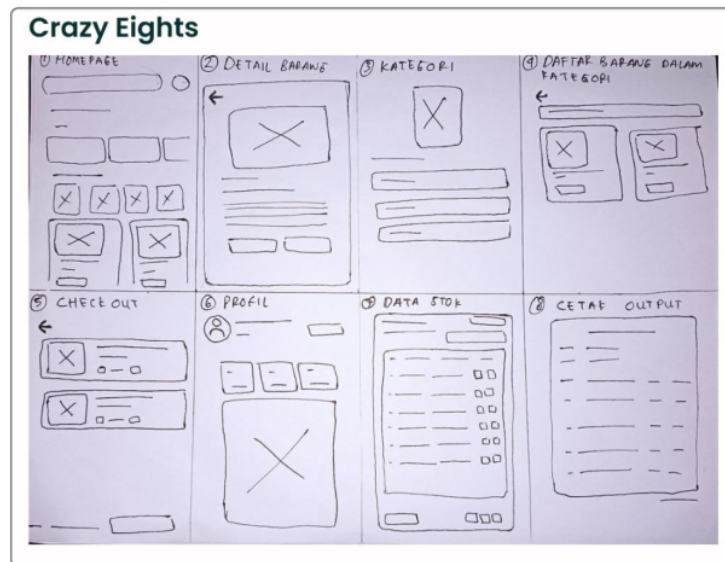 Crazy Eights
① HOMEPAGE
② DETAIL BARANG
③ KATEGORI
④ DAFTAR BARANG DALAM
KATEGORI
⑤ CHECK OUT
⑥ PROFIL
⑦ DATA STOK
⑧ CETAK OUTPUT